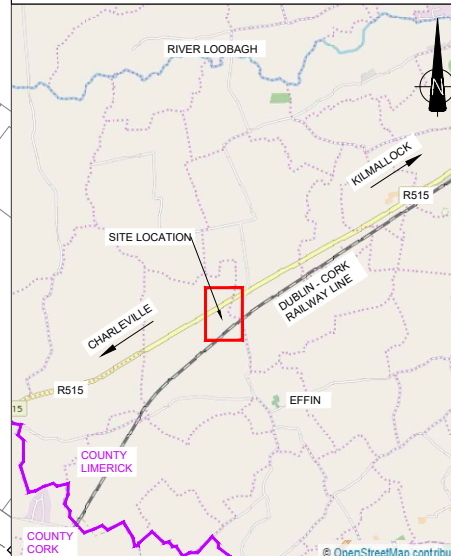 RIVER LOOBAGH
N
KILMALLOCK
R515
SITE LOCATION
DUBLIN - CORK
RAILWAY LINE
CHARLEVILLE
R515
EFFIN
15
COUNTY
LIMERICK
COUNTY
CORK
© OpenStreetMap contribu